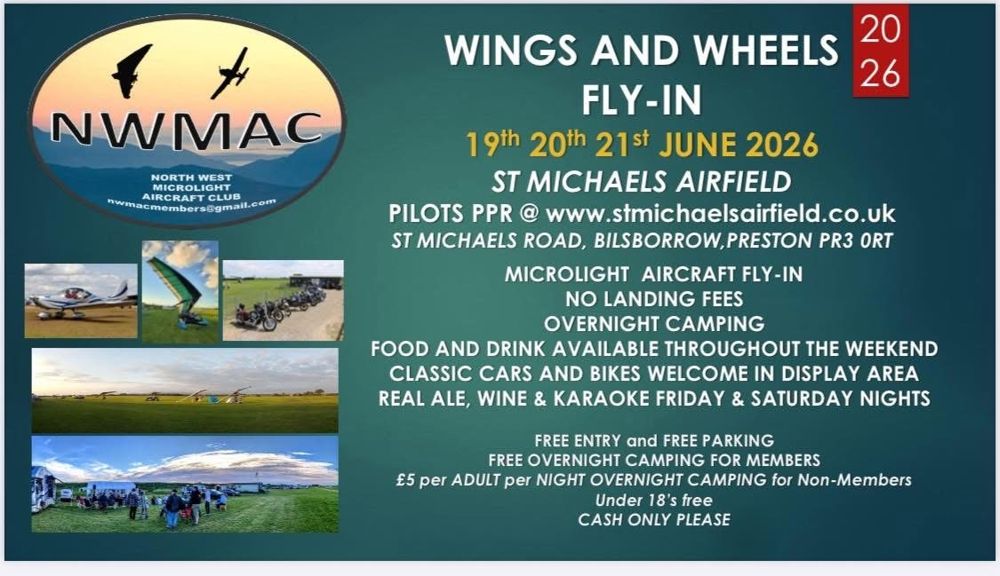 NWMAC
NORTH WEST
MICROLIGHT
AIRCRAFT CLUB
nwmacmembers@gmail.com
WINGS AND WHEELS
20
26
FLY-IN
19th 20th 21st JUNE 2026
ST MICHAELS AIRFIELD
PILOTS PPR @ www.stmichaelsairfield.co.uk
ST MICHAELS ROAD, BILSBORROW,PRESTON PR3 0RT
MICROLIGHT AIRCRAFT FLY-IN
NO LANDING FEES
OVERNIGHT CAMPING
FOOD AND DRINK AVAILABLE THROUGHOUT THE WEEKEND
CLASSIC CARS AND BIKES WELCOME IN DISPLAY AREA
REAL ALE, WINE & KARAOKE FRIDAY & SATURDAY NIGHTS
FREE ENTRY and FREE PARKING
FREE OVERNIGHT CAMPING FOR MEMBERS
£5 per ADULT per NIGHT OVERNIGHT CAMPING for Non-Members
Under 18's free
CASH ONLY PLEASE